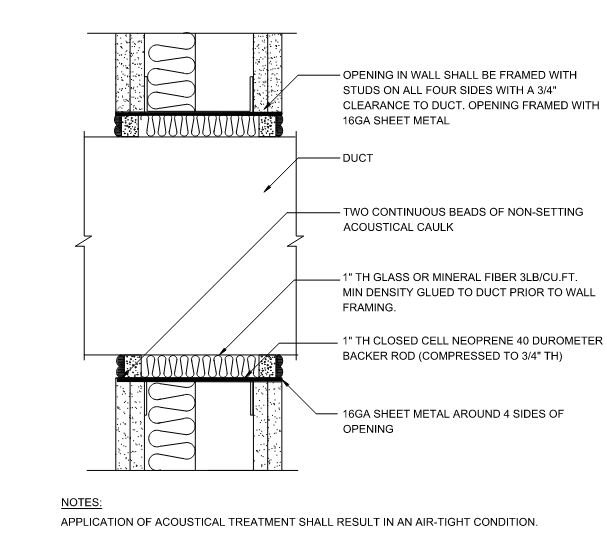 OPENING IN WALL SHALL BE FRAMED WITH
STUDS ON ALL FOUR SIDES WITH A 3/4"
CLEARANCE TO DUCT. OPENING FRAMED WITH
16GA SHEET METAL
DUCT
TWO CONTINUOUS BEADS OF NON-SETTING
ACOUSTICAL CAULK
1" TH GLASS OR MINERAL FIBER 3LB/CU.FT.
MIN DENSITY GLUED TO DUCT PRIOR TO WALL
FRAMING.
1" TH CLOSED CELL NEOPRENE 40 DUROMETER
BACKER ROD (COMPRESSED TO 3/4" TH)
16GA SHEET METAL AROUND 4 SIDES OF
OPENING
NOTES:
APPLICATION OF ACOUSTICAL TREATMENT SHALL RESULT IN AN AIR-TIGHT CONDITION.